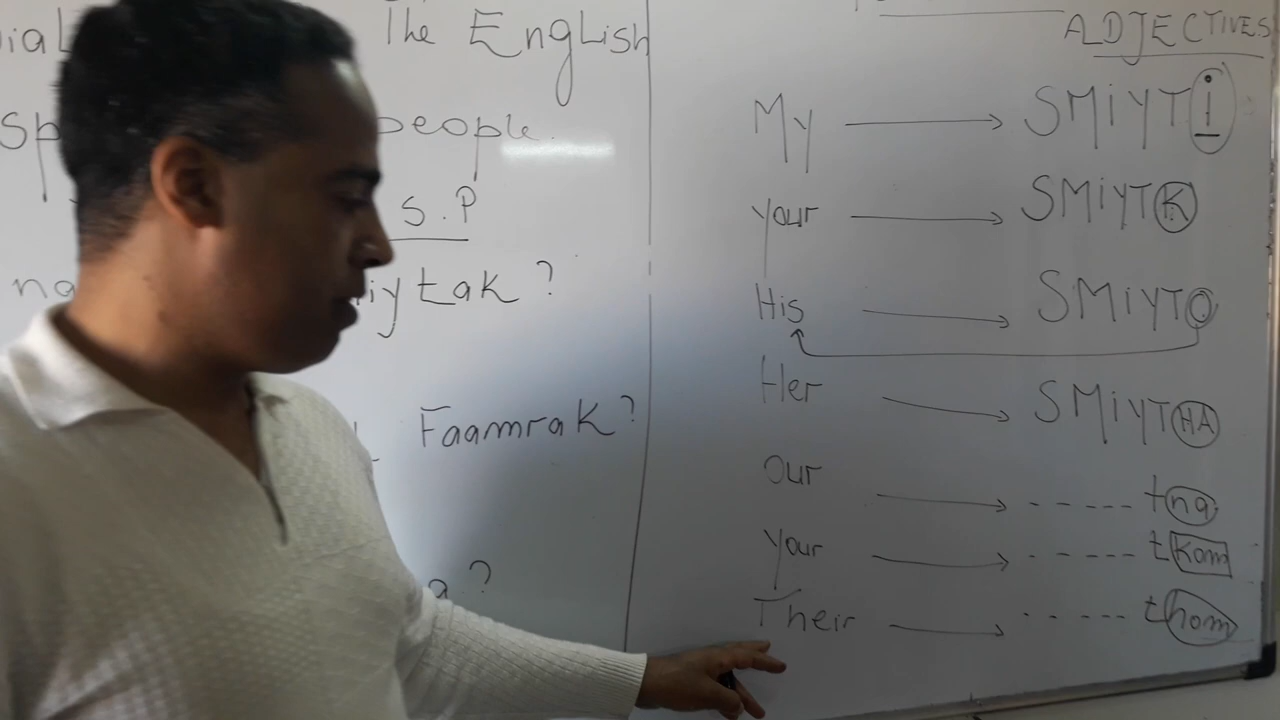 The English
people.
S.P
iytak ?
Faamrak ?
a ?
ADJECTIVES
My → SMiYTi
Your → SMiYTK
His → SMiYTO
Her → SMiYTHA
Our → - - - - - tna
Your → - - - - - tkom
Their → - - - - - thom